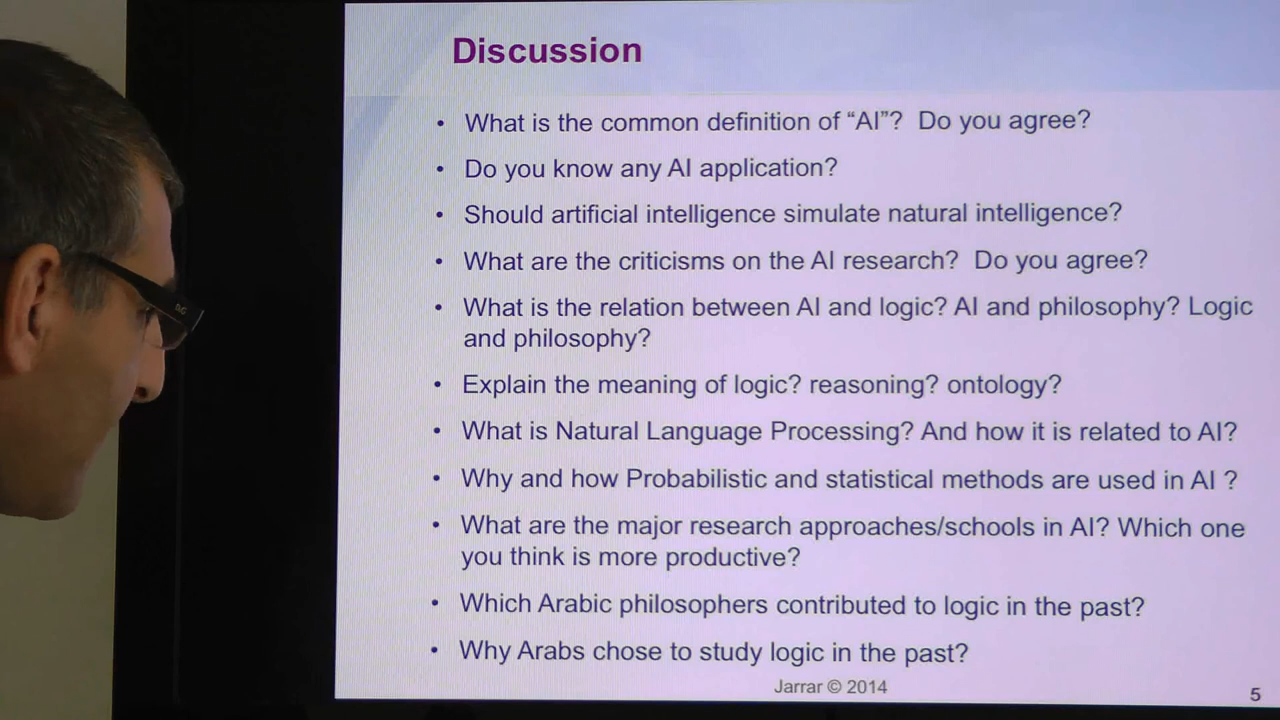 Discussion
• What is the common definition of “AI”? Do you agree?
• Do you know any AI application?
• Should artificial intelligence simulate natural intelligence?
• What are the criticisms on the AI research? Do you agree?
• What is the relation between AI and logic? AI and philosophy? Logic
and philosophy?
• Explain the meaning of logic? reasoning? ontology?
• What is Natural Language Processing? And how it is related to AI?
• Why and how Probabilistic and statistical methods are used in AI ?
• What are the major research approaches/schools in AI? Which one
you think is more productive?
• Which Arabic philosophers contributed to logic in the past?
• Why Arabs chose to study logic in the past?
Jarrar © 2014
5
D&G